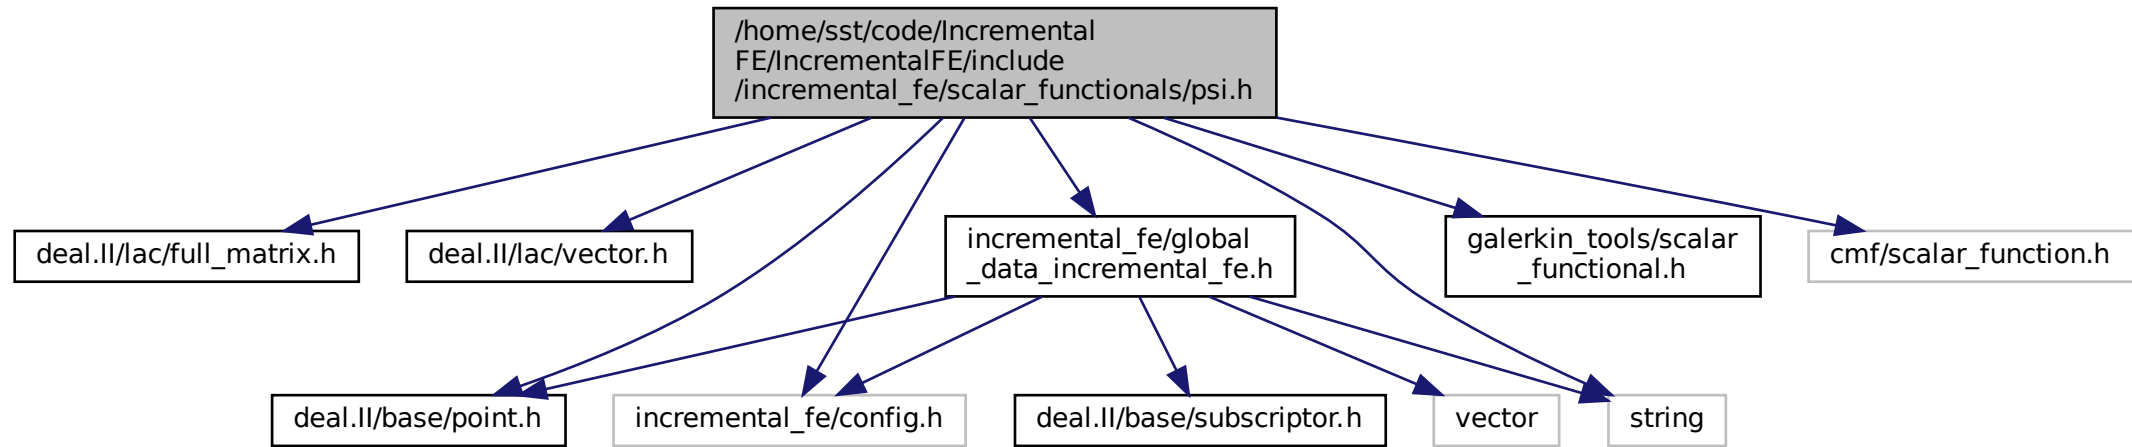 /home/sst/code/Incremental
FE/IncrementalFE/include
/incremental_fe/scalar_functionals/psi.h
deal.II/lac/full_matrix.h
deal.II/lac/vector.h
incremental_fe/global
_data_incremental_fe.h
galerkin_tools/scalar
_functional.h
cmf/scalar_function.h
deal.II/base/point.h
incremental_fe/config.h
deal.II/base/subscriptor.h
vector
string